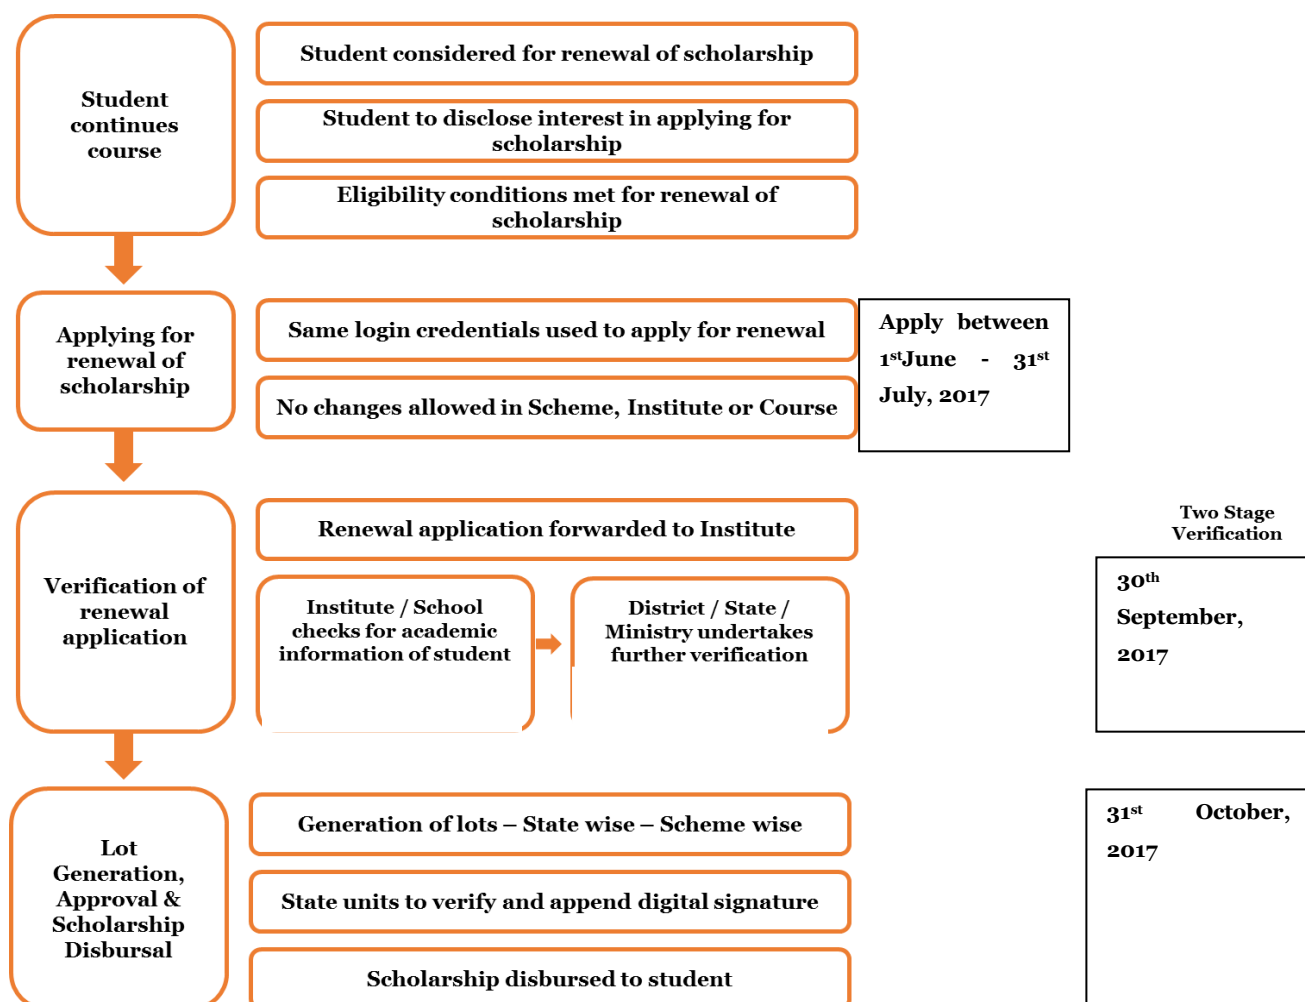 Student
continues
course
Student considered for renewal of scholarship
Student to disclose interest in applying for
scholarship
Eligibility conditions met for renewal of
scholarship
Applying for
renewal of
scholarship
Same login credentials used to apply for renewal
No changes allowed in Scheme, Institute or Course
Apply between
1stJune - 31st
July, 2017
Verification of
renewal
application
Renewal application forwarded to Institute
Institute / School
checks for academic
information of student
District / State /
Ministry undertakes
further verification
Two Stage
Verification
30th
September,
2017
Lot
Generation,
Approval &
Scholarship
Disbursal
Generation of lots – State wise – Scheme wise
State units to verify and append digital signature
Scholarship disbursed to student
31st October,
2017